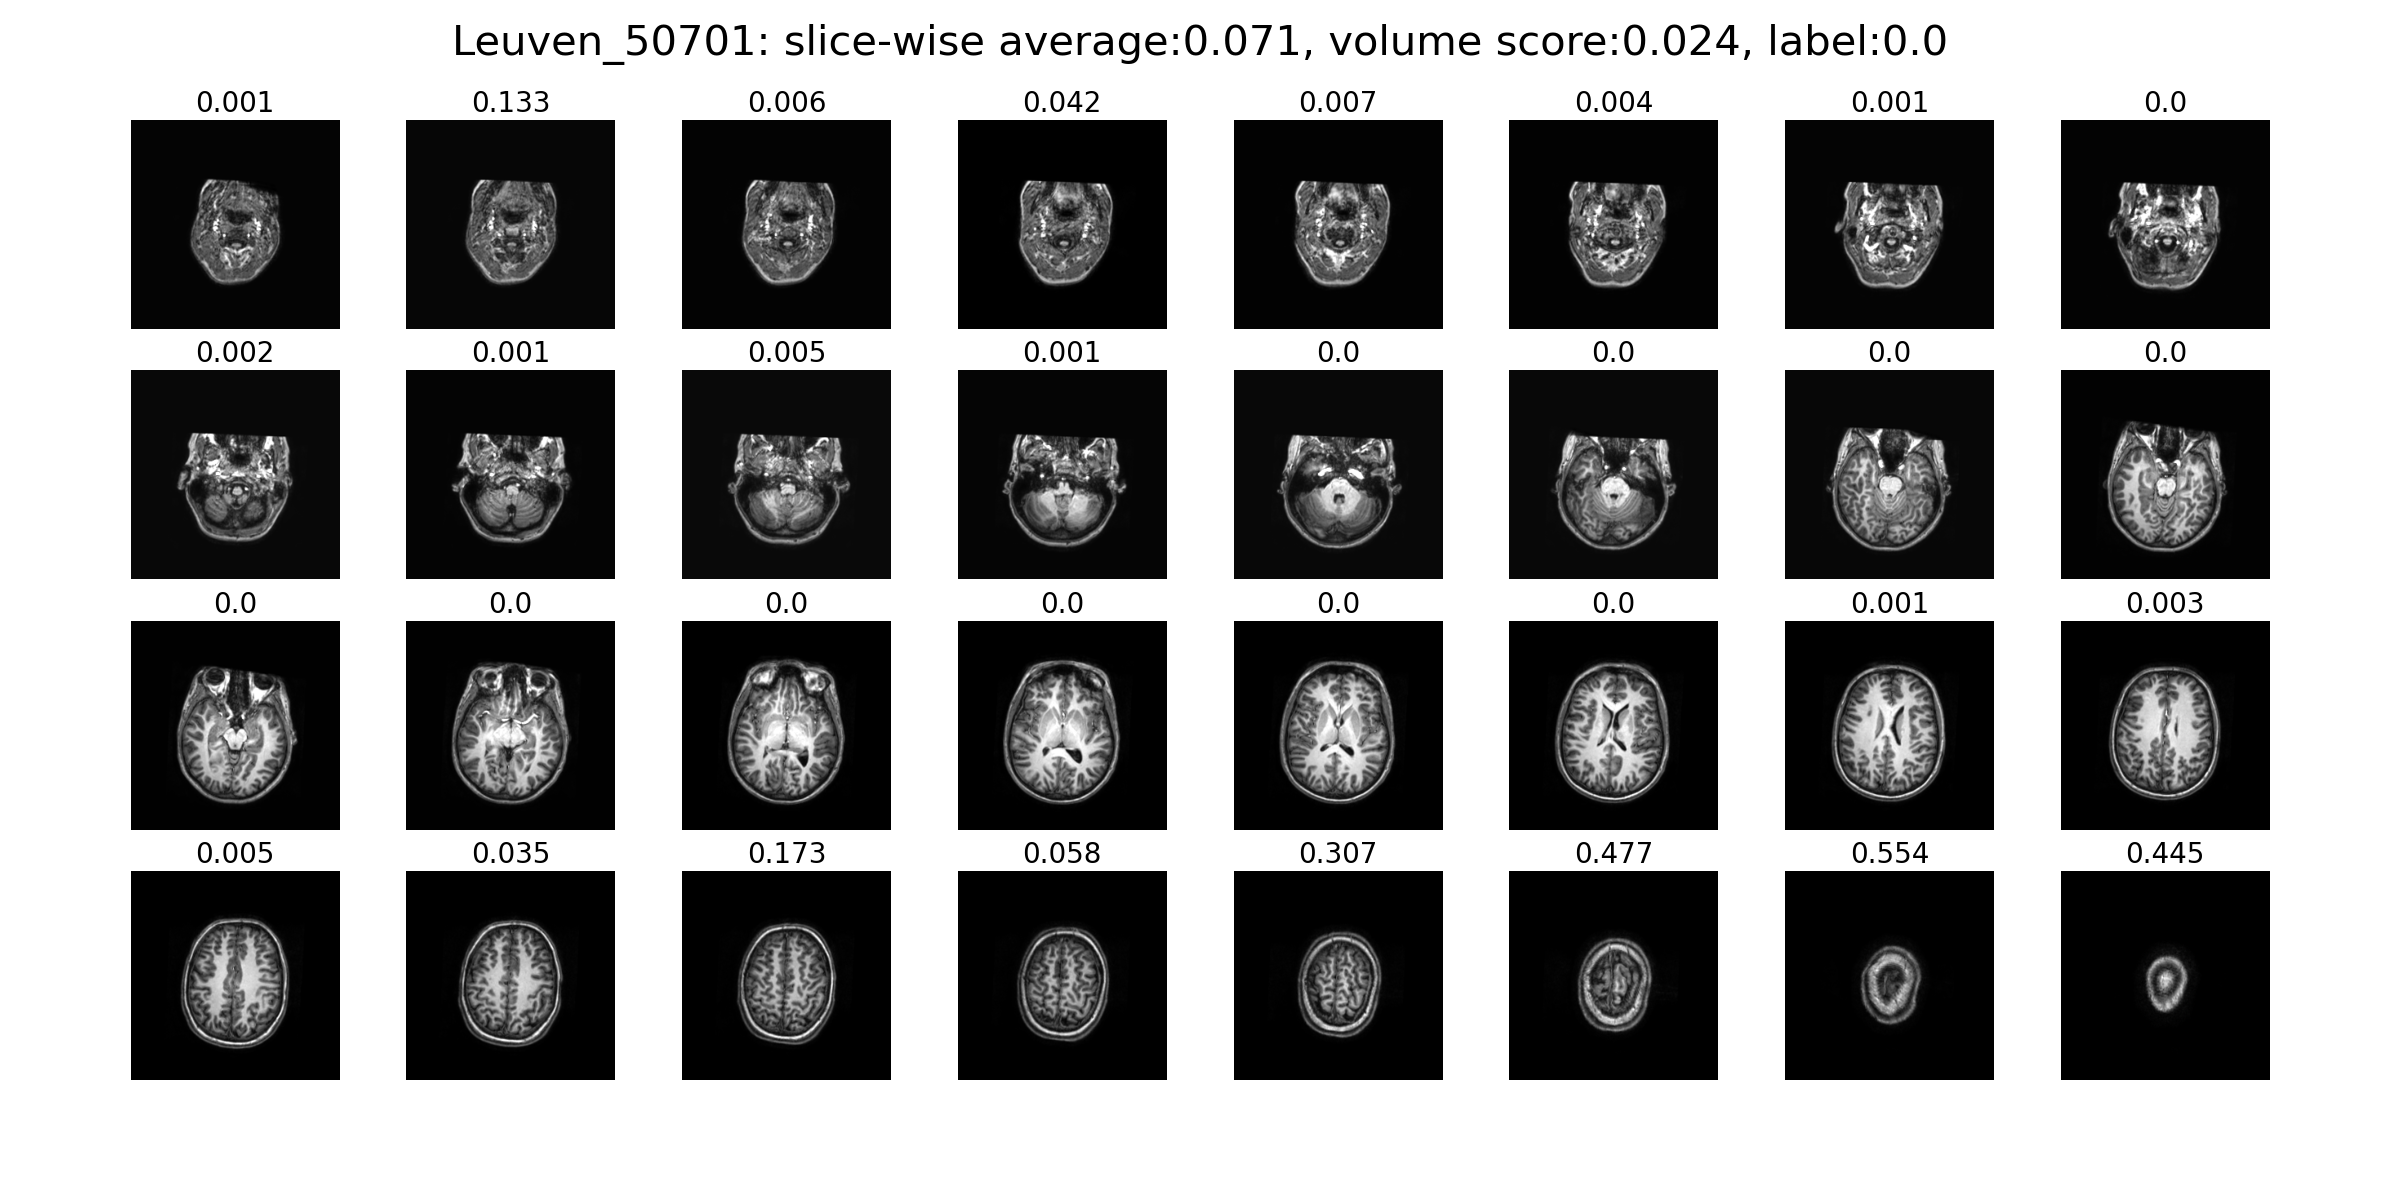 Leuven_50701: slice-wise average:0.071, volume score:0.024, label:0.0
0.001 0.133 0.006 0.042 0.007 0.004 0.001 0.0
0.002 0.001 0.005 0.001 0.0 0.0 0.0 0.0
0.0 0.0 0.0 0.0 0.0 0.0 0.001 0.003
0.005 0.035 0.173 0.058 0.307 0.477 0.554 0.445